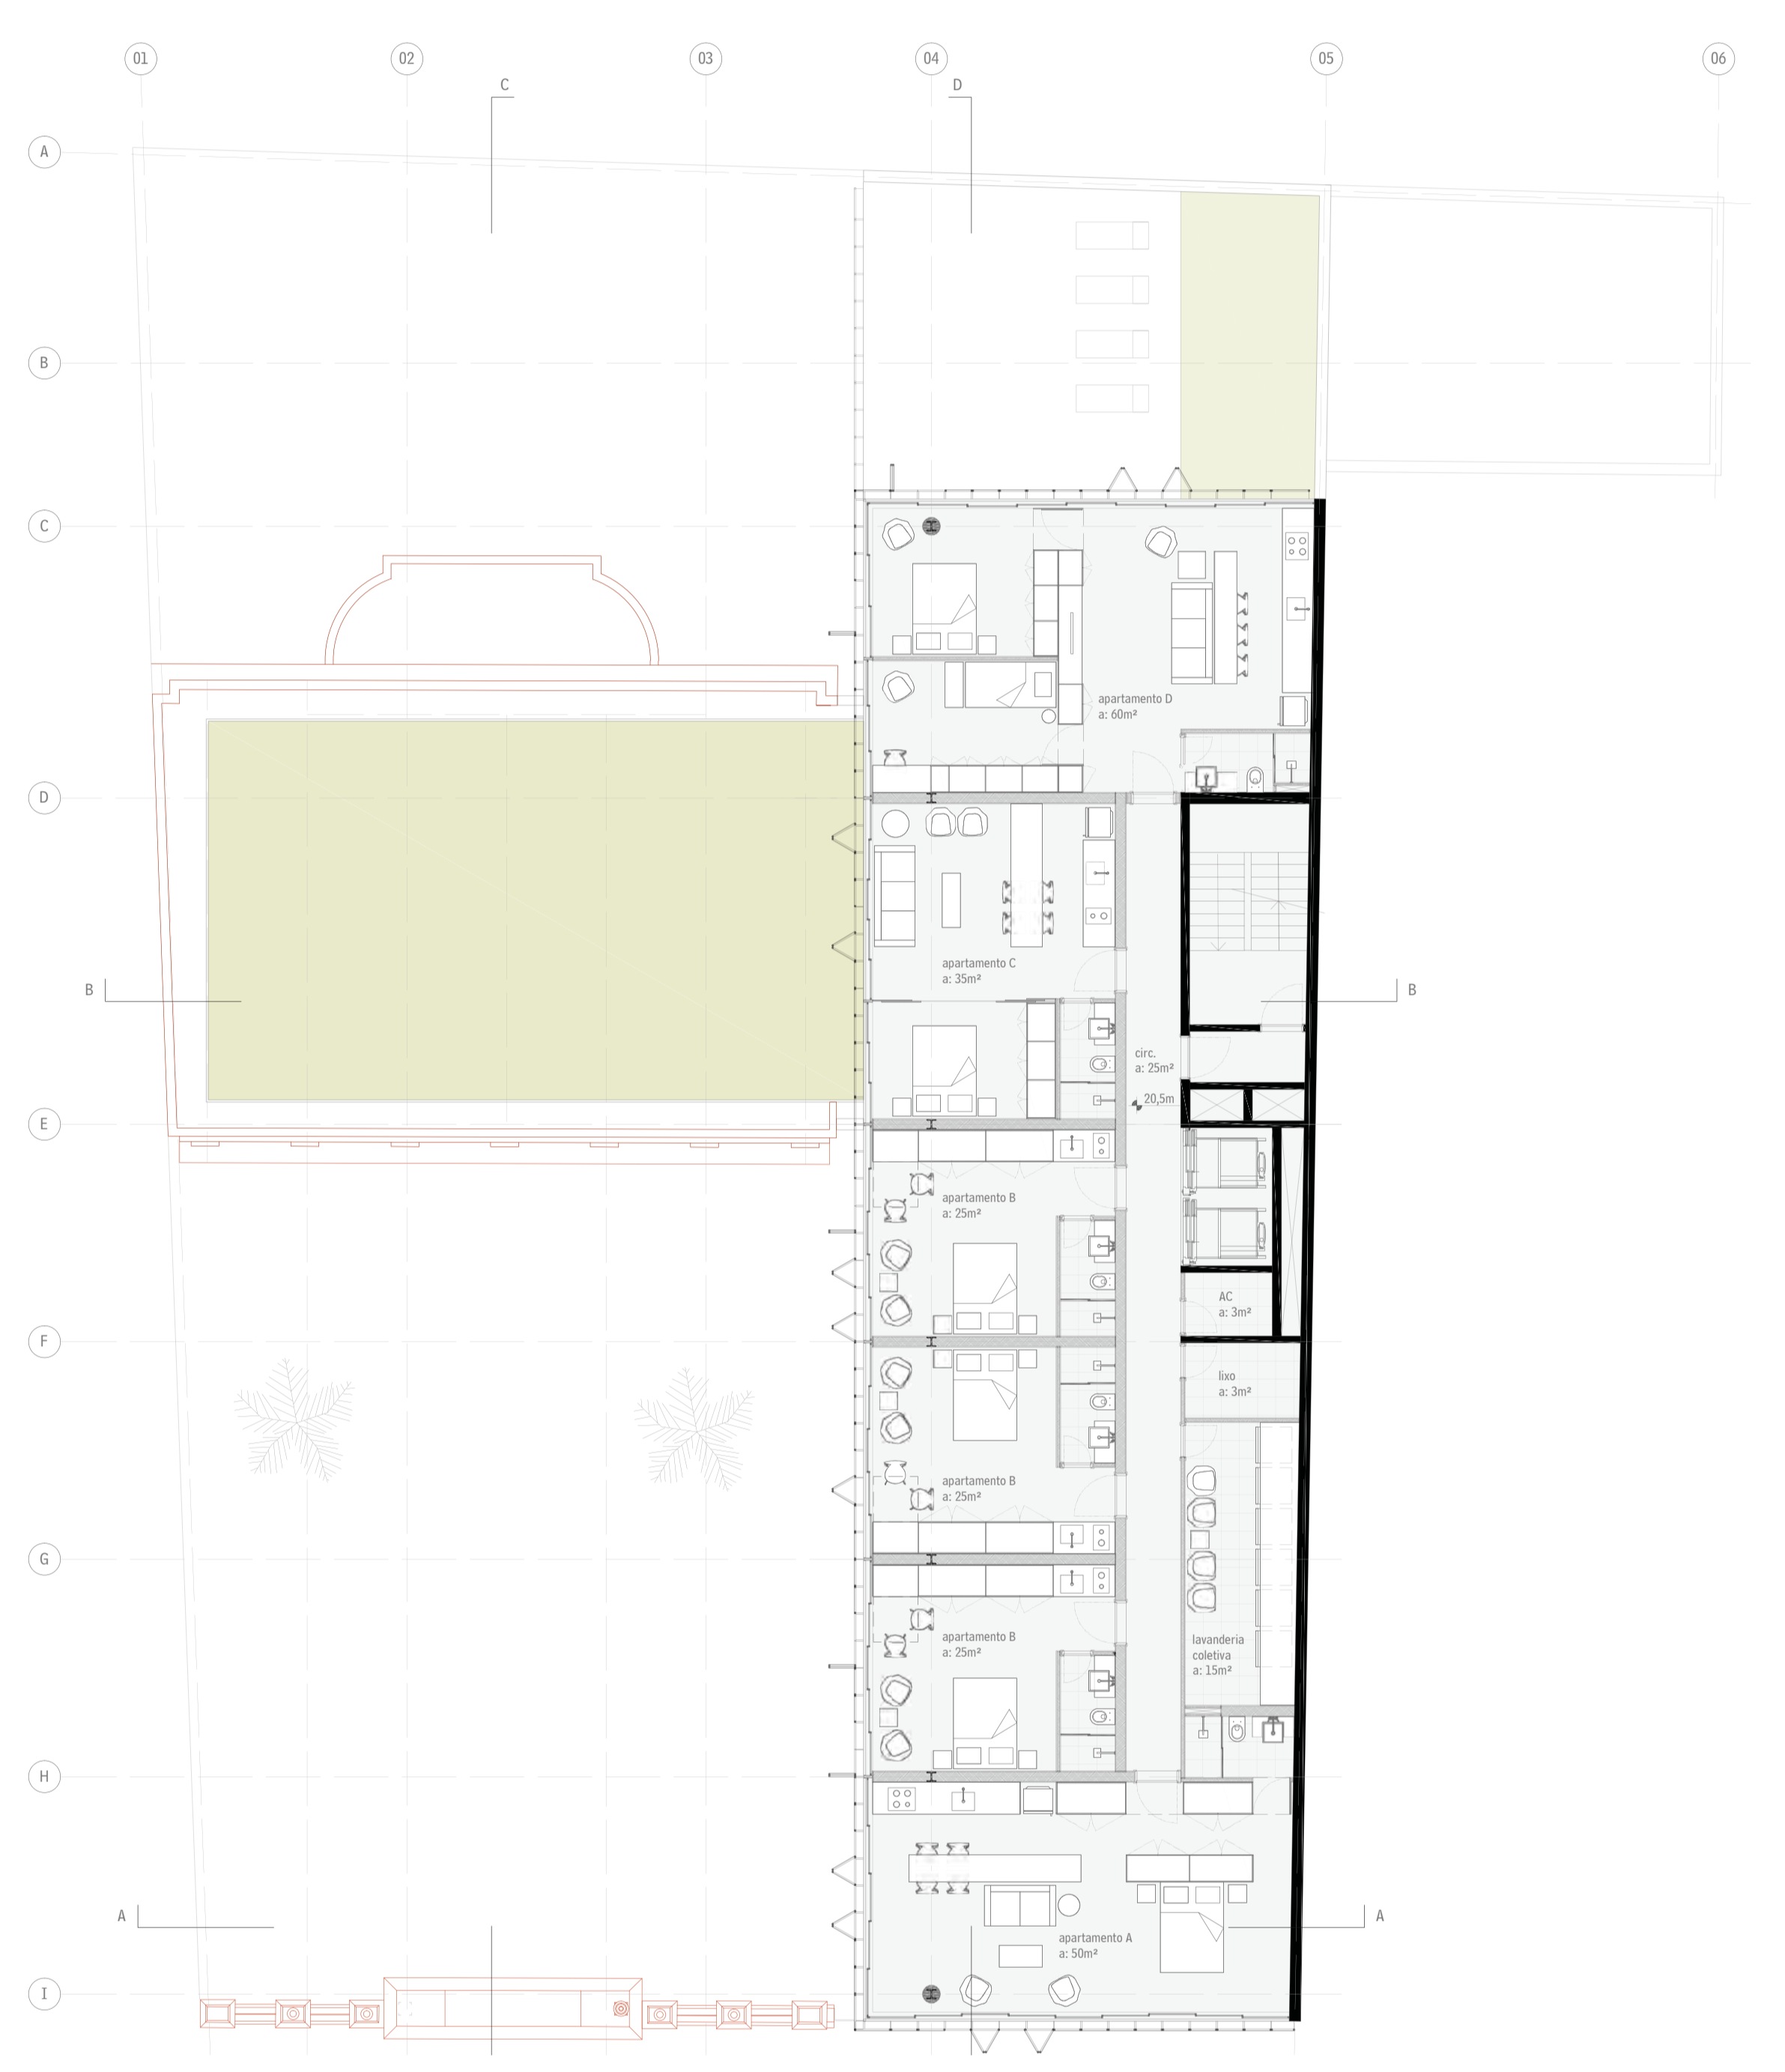 01 02 03 04 05 06
C D
A
B
C
apartamento D
a: 60m²
D
apartamento C
a: 35m²
B B
circ.
a: 25m²
20,5m
E
apartamento B
a: 25m²
AC
a: 3m²
F
lixo
a: 3m²
apartamento B
a: 25m²
G
apartamento B
a: 25m²
lavanderia
coletiva
a: 15m²
H
A A
apartamento A
a: 50m²
I